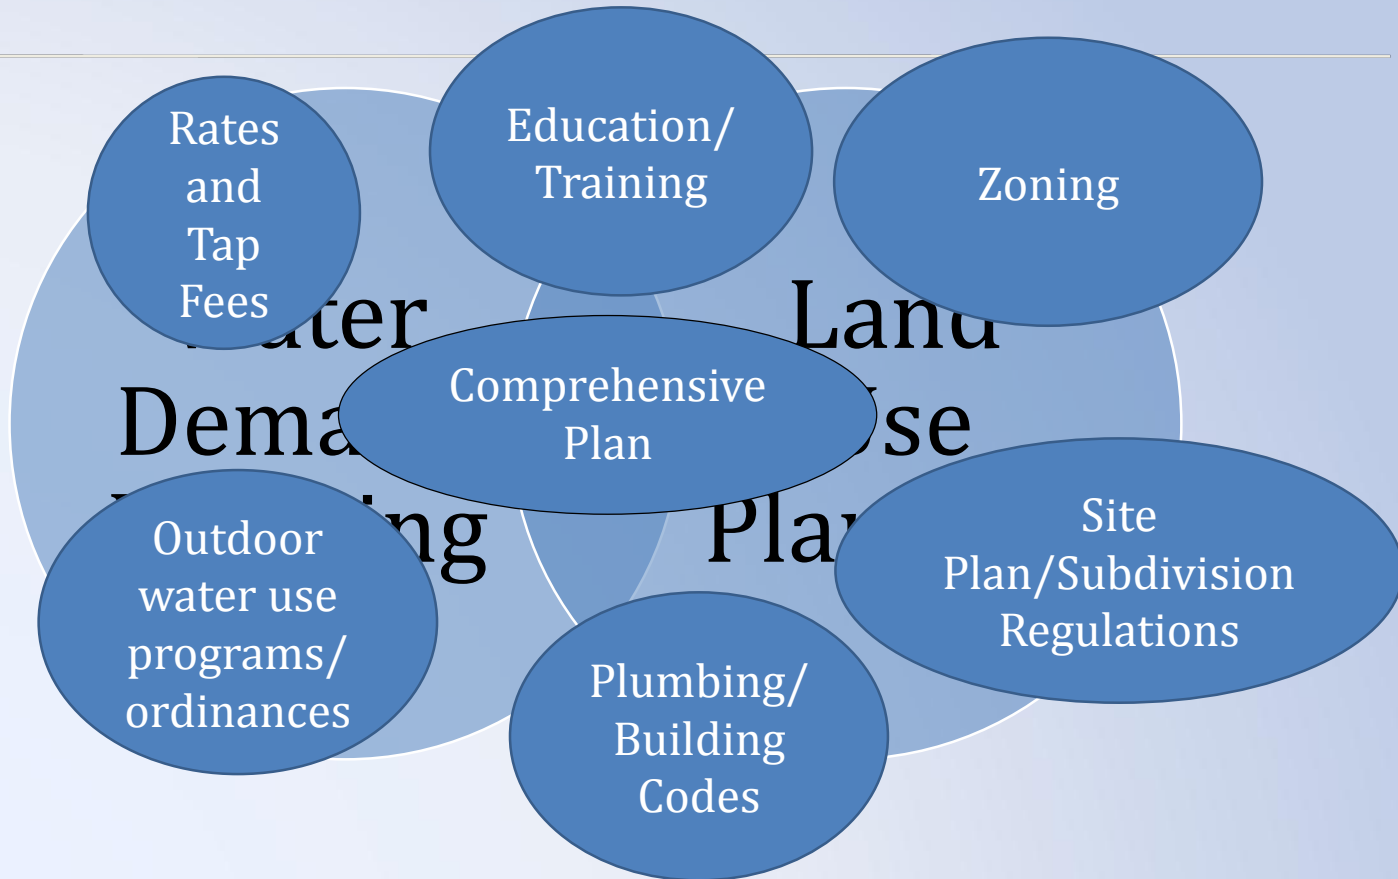 Rates
and
Tap
Fees
Education/
Training
Zoning
Land
Comprehensive
Plan
Outdoor
water use
programs/
ordinances
Site
Plan/Subdivision
Regulations
Plumbing/
Building
Codes